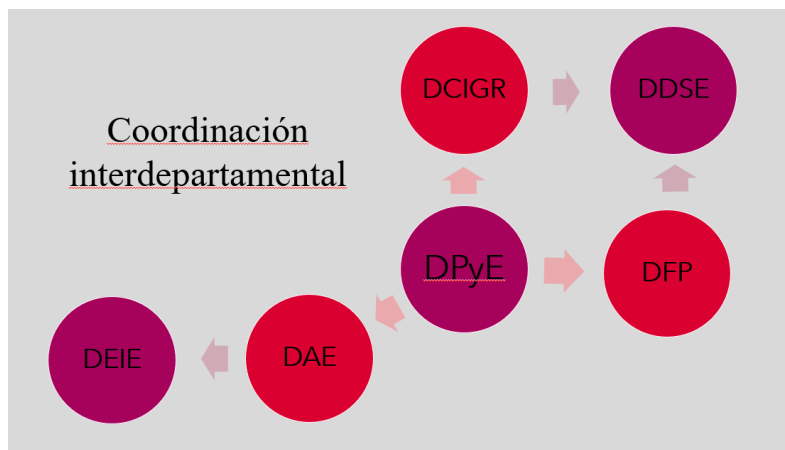 Coordinación
interdepartamental
DCIGR
DDSE
DPyE
DFP
DEIE
DAE